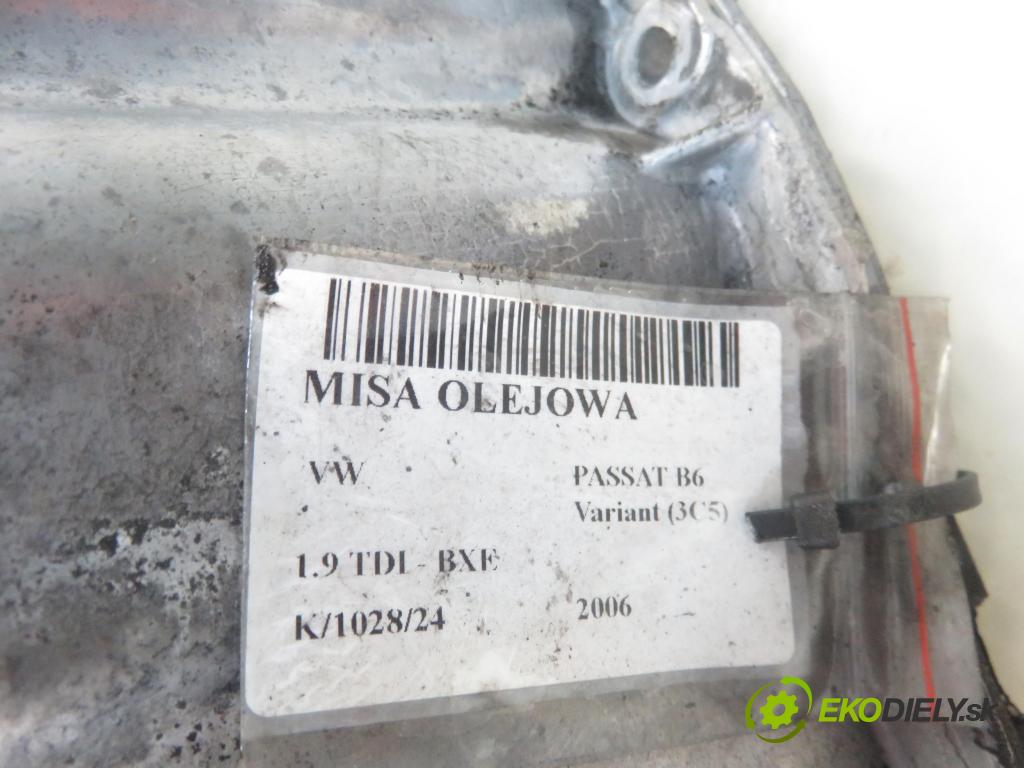 MISA OLEJOWA
VW PASSAT B6
Variant (3C5)
1.9 TDI - BXE
K/1028/24 2006
EKODIELY.sk